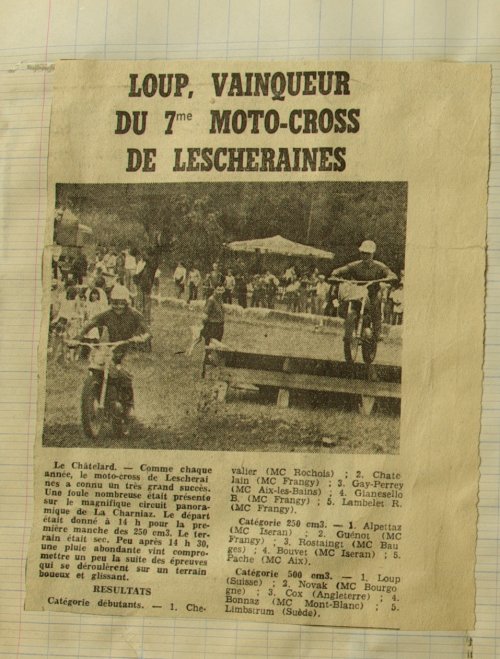 LOUP, VAINQUEUR
DU 7me MOTO-CROSS
DE LESCHERAINES
Le Châtelard. — Comme chaque
année, le moto-cross de Lescherai
nes a connu un très grand succès.
Une foule nombreuse était présente
sur le magnifique circuit panora-
mique de La Charniaz. Le départ
était donné à 14 h pour la pre-
mière manche des 250 cm3. Le ter-
rain était sec. Peu après 14 h 30,
une pluie abondante vint compro-
mettre un peu la suite des épreuves
qui se déroulèrent sur un terrain
boueux et glissant.
RESULTATS
Catégorie débutants. — 1. Che-
valier (MC Rochois) ; 2. Chate
lain (MC Frangy) ; 3. Gay-Perrey
(MC Aix-les-Bains) ; 4. Gianesello
B. (MC Frangy) ; 5. Lambelet R.
(MC Frangy).
Catégorie 250 cm3. — 1. Alpettaz
(MC Iseran) ; 2. Guénot (MC
Frangy) ; 3. Rostaingt (MC Bau
ges) ; 4. Bouvet (MC Iseran) ; 5.
Pache (MC Aix).
Catégorie 500 cm3. — 1. Loup
(Suisse) ; 2. Novak (MC Bourgo
gne) ; 3. Cox (Angleterre) ; 4.
Bonnaz (MC Mont-Blanc) ; 5.
Limbstrum (Suède).